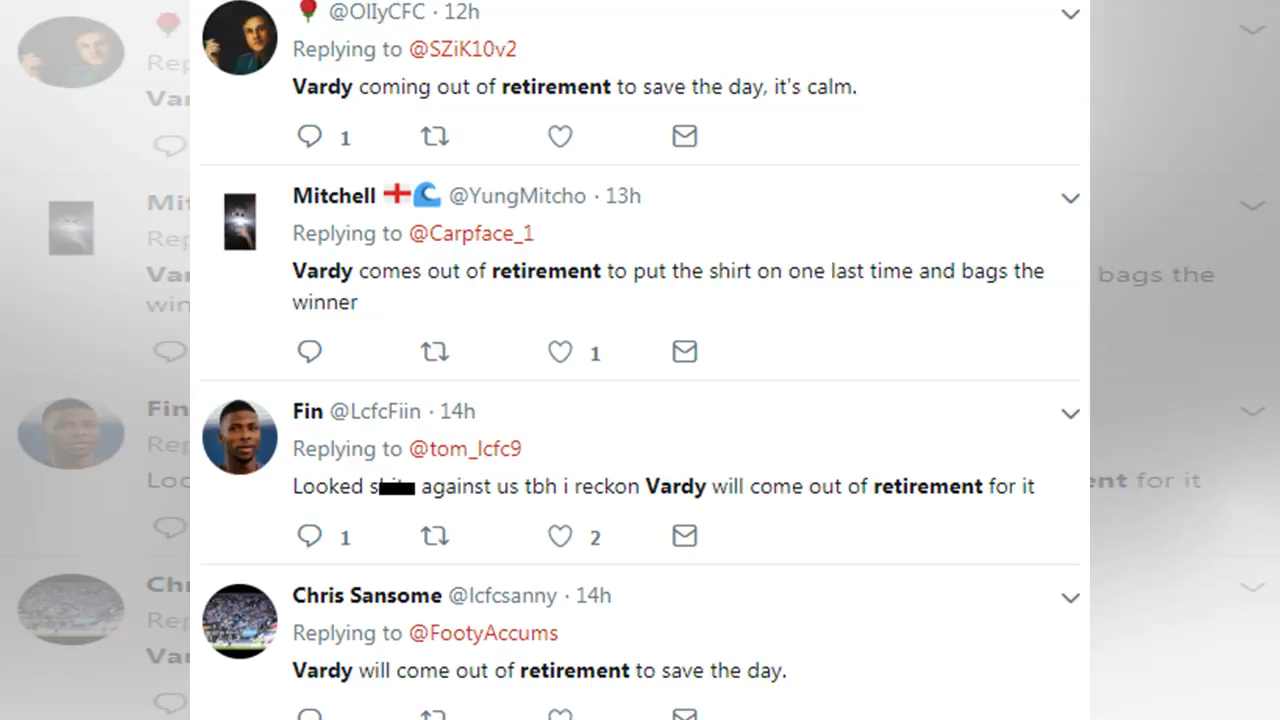 @OlIyCFC · 12h
Replying to @SZiK10v2
Vardy coming out of retirement to save the day, it's calm.
1
Mitchell @YungMitcho · 13h
Replying to @Carpface_1
Vardy comes out of retirement to put the shirt on one last time and bags the
winner
1
Fin @LcfcFiin · 14h
Replying to @tom_lcfc9
Looked s against us tbh i reckon Vardy will come out of retirement for it
1 2
Chris Sansome @lcfcsanny · 14h
Replying to @FootyAccums
Vardy will come out of retirement to save the day.